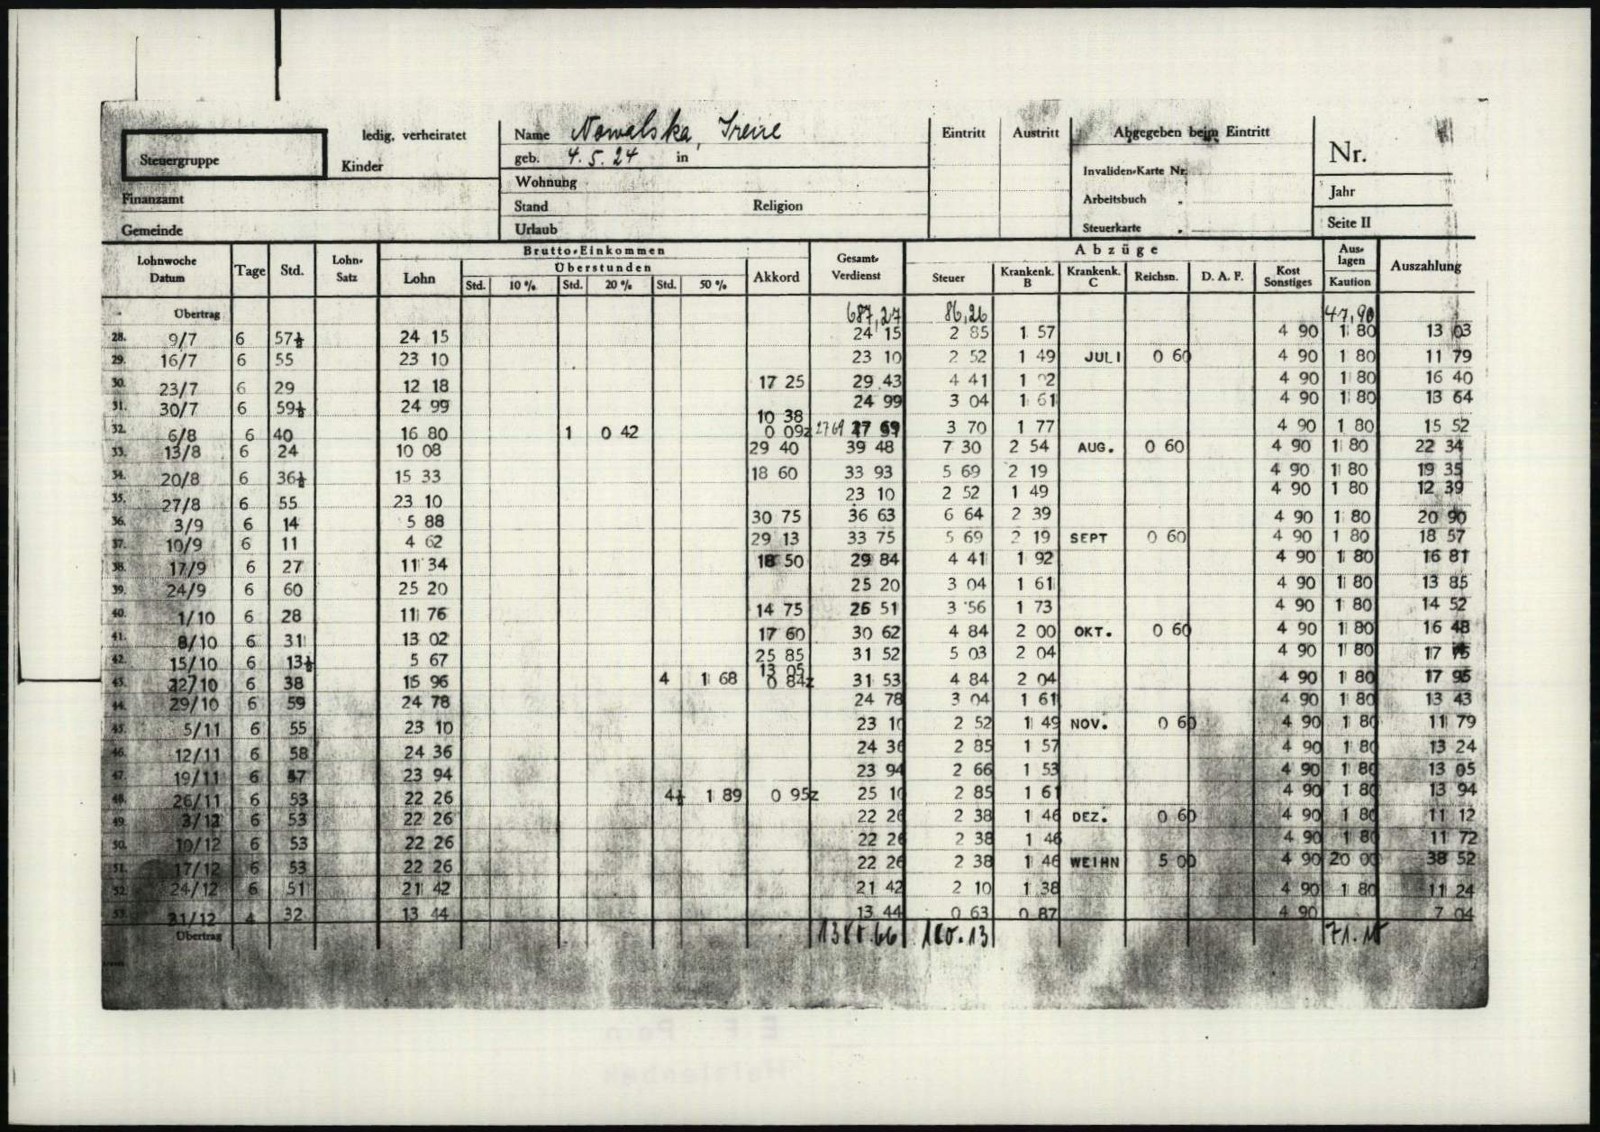 Steuergruppe
ledig, verheiratet
Kinder
Finanzamt
Gemeinde
Name Nowalska, Irene
geb. 4.5.24 in
Wohnung
Stand Religion
Urlaub
Eintritt Austritt
Abgegeben beim Eintritt
Invaliden-Karte Nr.
Arbeitsbuch
Steuerkarte
Nr.
Jahr
Seite II
Lohnwoche Datum Tage Std. Lohn-Satz Brutto-Einkommen Gesamt-Verdienst Abzüge Aus-lagen Auszahlung
Lohn Überstunden Akkord Steuer Krankenk. B Krankenk. C Reichsn. D. A. F. Kost Sonstiges Kaution
Std. 10 % Std. 20 % Std. 50 %
Übertrag 687,27 86,26 47,90
28. 9/7 6 57½ 24 15 24 15 2 85 1 57 4 90 1 80 13 03
29. 16/7 6 55 23 10 23 10 2 52 1 49 JULI 0 60 4 90 1 80 11 79
30. 23/7 6 29 12 18 17 25 29 43 4 41 1 4 90 1 80 16 40
31. 30/7 6 59½ 24 99 24 99 3 04 1 61 4 90 1 80 13 64
32. 6/8 6 40 16 80 1 0 42 10 38 0 09z 27 69 3 70 1 77 4 90 1 80 15 52
33. 13/8 6 24 10 08 29 40 39 48 7 30 2 54 AUG. 0 60 4 90 1 80 22 34
34. 20/8 6 36½ 15 33 18 60 33 93 5 69 2 19 4 90 1 80 19 35
35. 27/8 6 55 23 10 23 10 2 52 1 49 4 90 1 80 12 39
36. 3/9 6 14 5 88 30 75 36 63 6 64 2 39 4 90 1 80 20 90
37. 10/9 6 11 4 62 29 13 33 75 5 69 2 19 SEPT 0 60 4 90 1 80 18 57
38. 17/9 6 27 11 34 18 50 29 84 4 41 1 92 4 90 1 80 16 81
39. 24/9 6 60 25 20 25 20 3 04 1 61 4 90 1 80 13 85
40. 1/10 6 28 11 76 14 75 26 51 3 56 1 73 4 90 1 80 14 52
41. 8/10 6 31 13 02 17 60 30 62 4 84 2 00 OKT. 0 60 4 90 1 80 16 48
42. 15/10 6 13½ 5 67 25 85 31 52 5 03 2 04 4 90 1 80 17 75
43. 22/10 6 38 15 96 4 1 68 13 05 0 84z 31 53 4 84 2 04 4 90 1 80 17 95
44. 29/10 6 59 24 78 24 78 3 04 1 61 4 90 1 80 13 43
45. 5/11 6 55 23 10 23 10 2 52 1 49 NOV. 0 60 4 90 1 80 11 79
46. 12/11 6 58 24 36 24 36 2 85 1 57 4 90 1 80 13 24
47. 19/11 6 57 23 94 23 94 2 66 1 53 4 90 1 80 13 05
48. 26/11 6 53 22 26 4½ 1 89 0 95z 25 10 2 85 1 61 4 90 1 80 13 94
49. 3/12 6 53 22 26 22 26 2 38 1 46 DEZ. 0 60 4 90 1 80 11 12
50. 10/12 6 53 22 26 22 26 2 38 1 46 4 90 1 80 11 72
51. 17/12 6 53 22 26 22 26 2 38 1 46 WEIHN 5 00 4 90 20 00 38 52
52. 24/12 6 51 21 42 21 42 2 10 1 38 4 90 1 80 11 24
53. 31/12 4 32 13 44 13 44 0 63 0 87 4 90 7 04
Übertrag 180.13